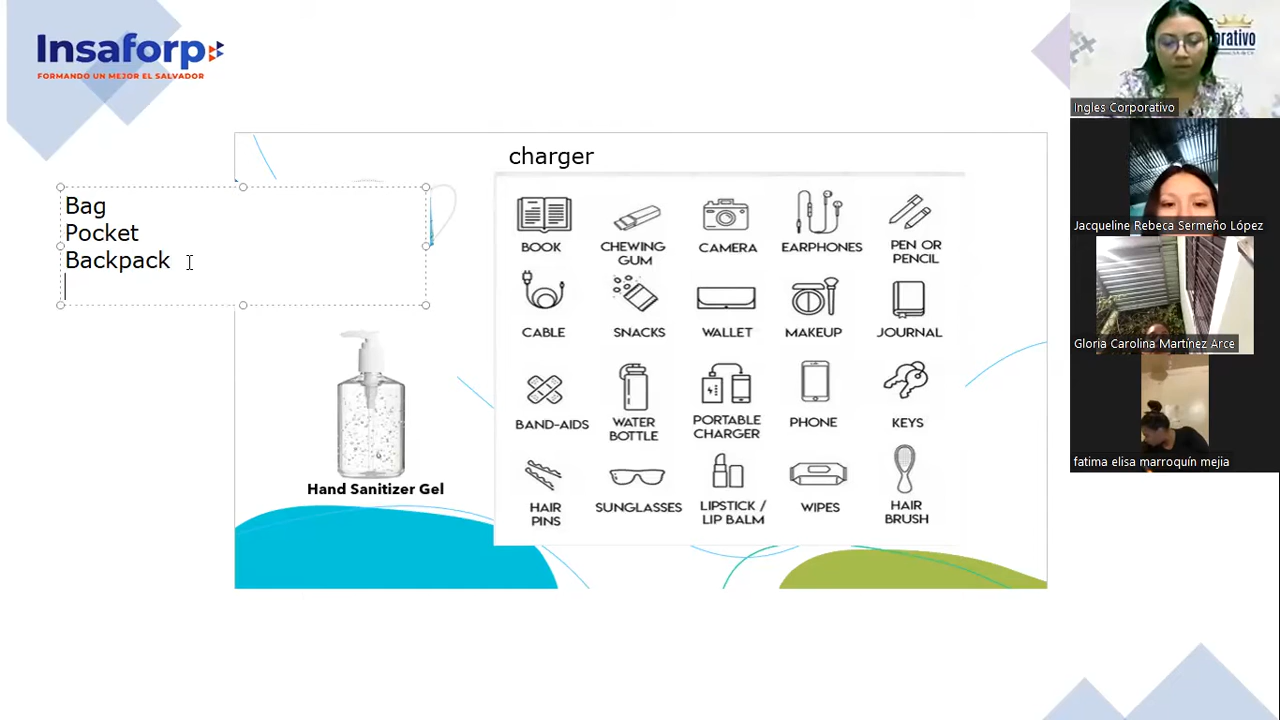 Insaforp
FORMANDO UN MEJOR EL SALVADOR
Bag
Pocket
Backpack
Hand Sanitizer Gel
charger
BOOK
CHEWING
GUM
CAMERA
EARPHONES
PEN OR
PENCIL
CABLE
SNACKS
WALLET
MAKEUP
JOURNAL
BAND-AIDS
WATER
BOTTLE
PORTABLE
CHARGER
PHONE
KEYS
HAIR
PINS
SUNGLASSES
LIPSTICK /
LIP BALM
WIPES
HAIR
BRUSH
Ingles Corporativo
Jacqueline Rebeca Sermeño López
Gloria Carolina Martínez Arce
fatima elisa marroquín mejia